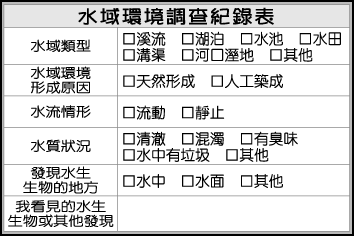 水域環境調查紀錄表
水域類型
□溪流 □湖泊 □水池 □水田
□溝渠 □河口□溼地 □其他
水域環境
形成原因
□天然形成 □人工築成
水流情形
□流動 □靜止
水質狀況
□清澈 □混濁 □有臭味
□水中有垃圾 □其他
發現水生
生物的地方
□水中 □水面 □其他
我看見的水生
生物或其他發現